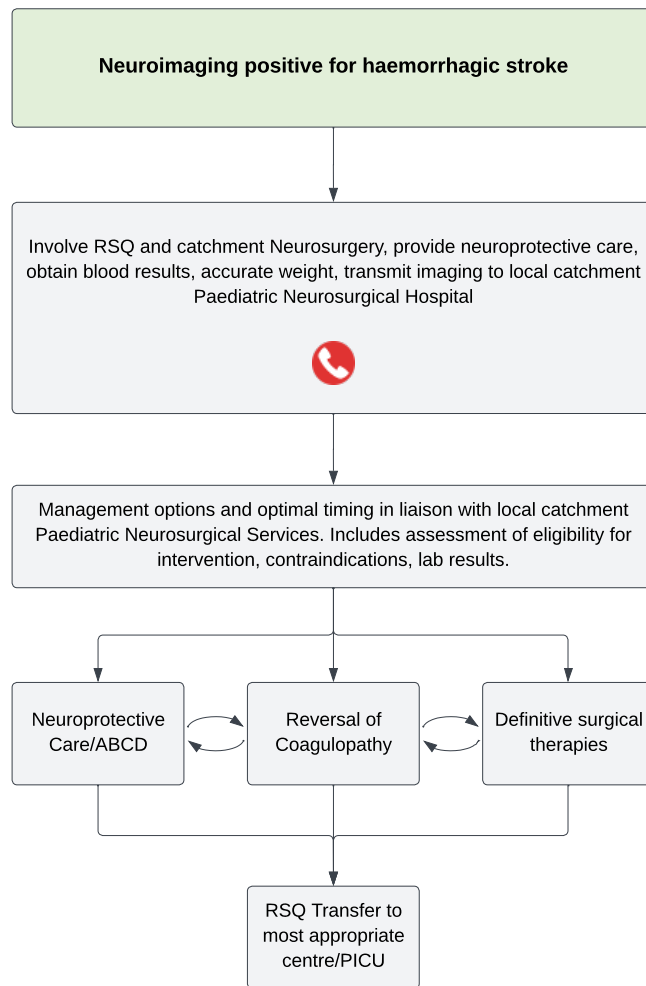 Neuroimaging positive for haemorrhagic stroke
Involve RSQ and catchment Neurosurgery, provide neuroprotective care,
obtain blood results, accurate weight, transmit imaging to local catchment
Paediatric Neurosurgical Hospital
Management options and optimal timing in liaison with local catchment
Paediatric Neurosurgical Services. Includes assessment of eligibility for
intervention, contraindications, lab results.
Neuroprotective
Care/ABCD
Reversal of
Coagulopathy
Definitive surgical
therapies
RSQ Transfer to
most appropriate
centre/PICU